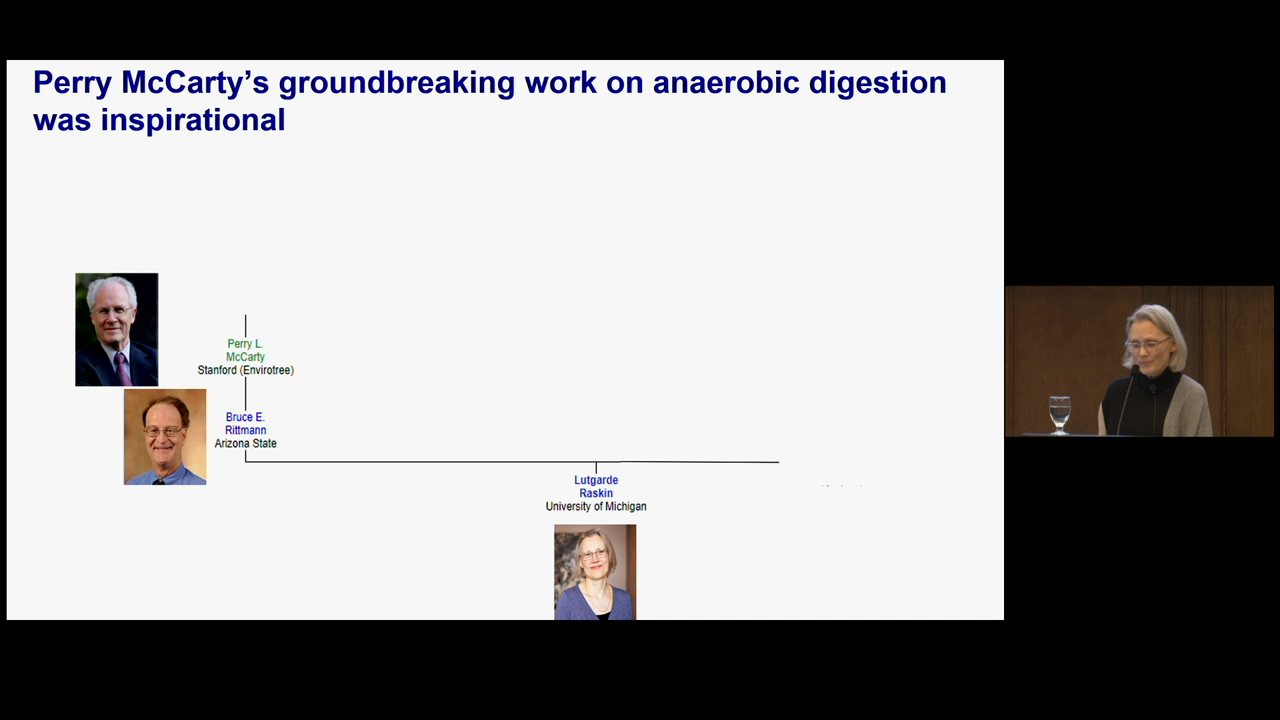 Perry McCarty’s groundbreaking work on anaerobic digestion
was inspirational
Perry L.
McCarty
Stanford (Envirotree)
Bruce E.
Rittmann
Arizona State
Lutgarde
Raskin
University of Michigan